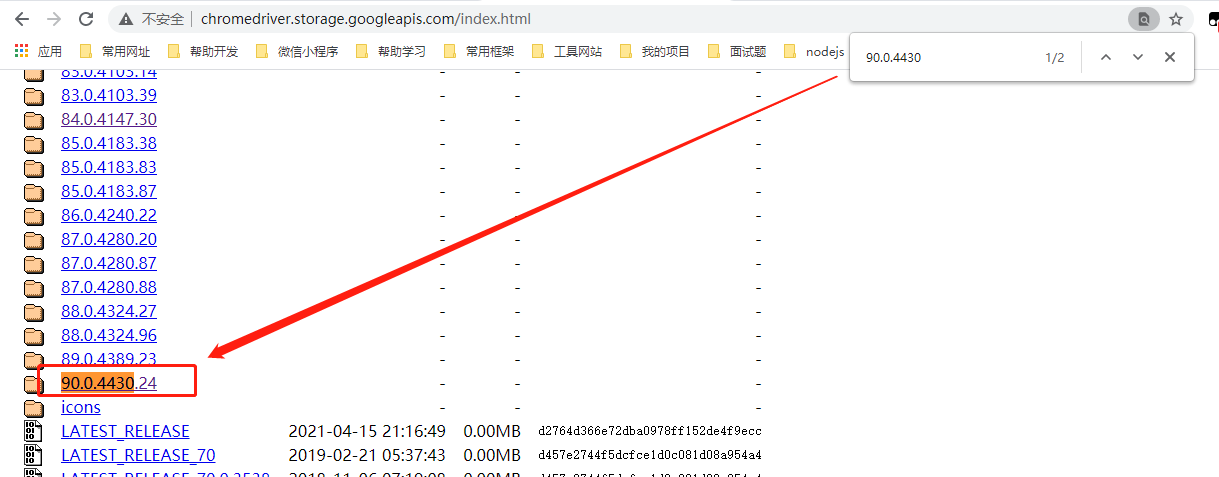 不安全 | chromedriver.storage.googleapis.com/index.html
应用 常用网址 帮助开发 微信小程序 帮助学习 常用框架 工具网站 我的项目 面试题 nodejs
90.0.4430 1/2
83.0.4103.14 - - -
83.0.4103.39 - - -
84.0.4147.30 - - -
85.0.4183.38 - - -
85.0.4183.83 - - -
85.0.4183.87 - - -
86.0.4240.22 - - -
87.0.4280.20 - - -
87.0.4280.87 - - -
87.0.4280.88 - - -
88.0.4324.27 - - -
88.0.4324.96 - - -
89.0.4389.23 - - -
90.0.4430.24 - - -
icons - - -
LATEST_RELEASE 2021-04-15 21:16:49 0.00MB d2764d366e72dba0978ff152de4f9ecc
LATEST_RELEASE_70 2019-02-21 05:37:43 0.00MB d457e2744f5dcfce1d0c081d08a954a4